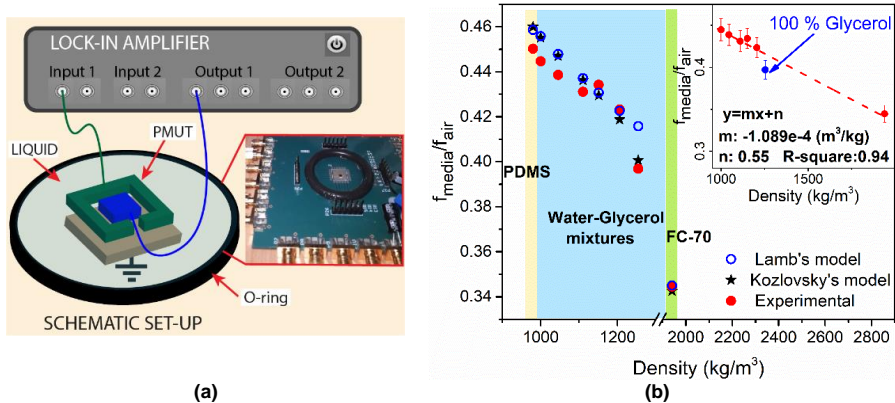 LOCK-IN AMPLIFIER
Input 1 Input 2 Output 1 Output 2
PMUT
LIQUID
O-ring
SCHEMATIC SET-UP
(a)
f_media/f_air
0.46
0.44
0.42
0.40
0.38
0.36
0.34
PDMS
Water-Glycerol
mixtures
FC-70
100 % Glycerol
f_media/f_air
0.4
0.3
y=mx+n
m: -1.089e-4 (m³/kg)
n: 0.55 R-square:0.94
1000 1500
Density (kg/m³)
Lamb's model
Kozlovsky's model
Experimental
1000 1200 2000 2200 2400 2600 2800
Density (kg/m³)
(b)